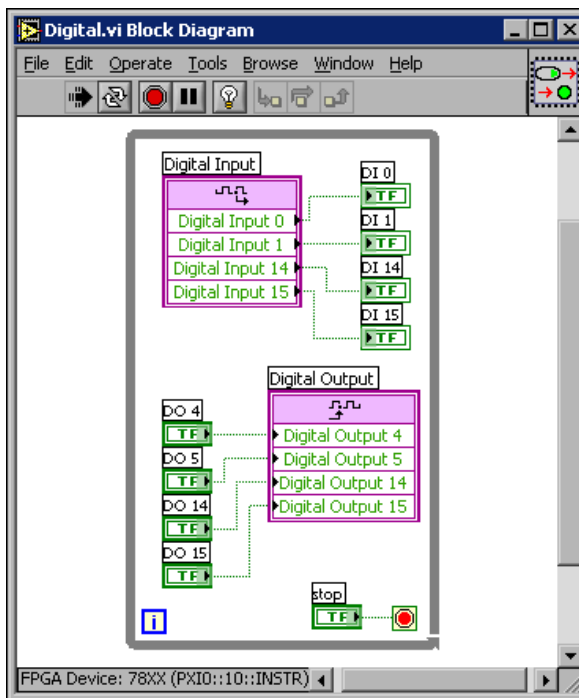 Digital.vi Block Diagram
File Edit Operate Tools Browse Window Help
Digital Input
Digital Input 0
Digital Input 1
Digital Input 14
Digital Input 15
DI 0
TF
DI 1
TF
DI 14
TF
DI 15
TF
Digital Output
Digital Output 4
Digital Output 5
Digital Output 14
Digital Output 15
DO 4
TF
DO 5
TF
DO 14
TF
DO 15
TF
stop
TF
i
FPGA Device: 78XX (PXI0::10::INSTR)